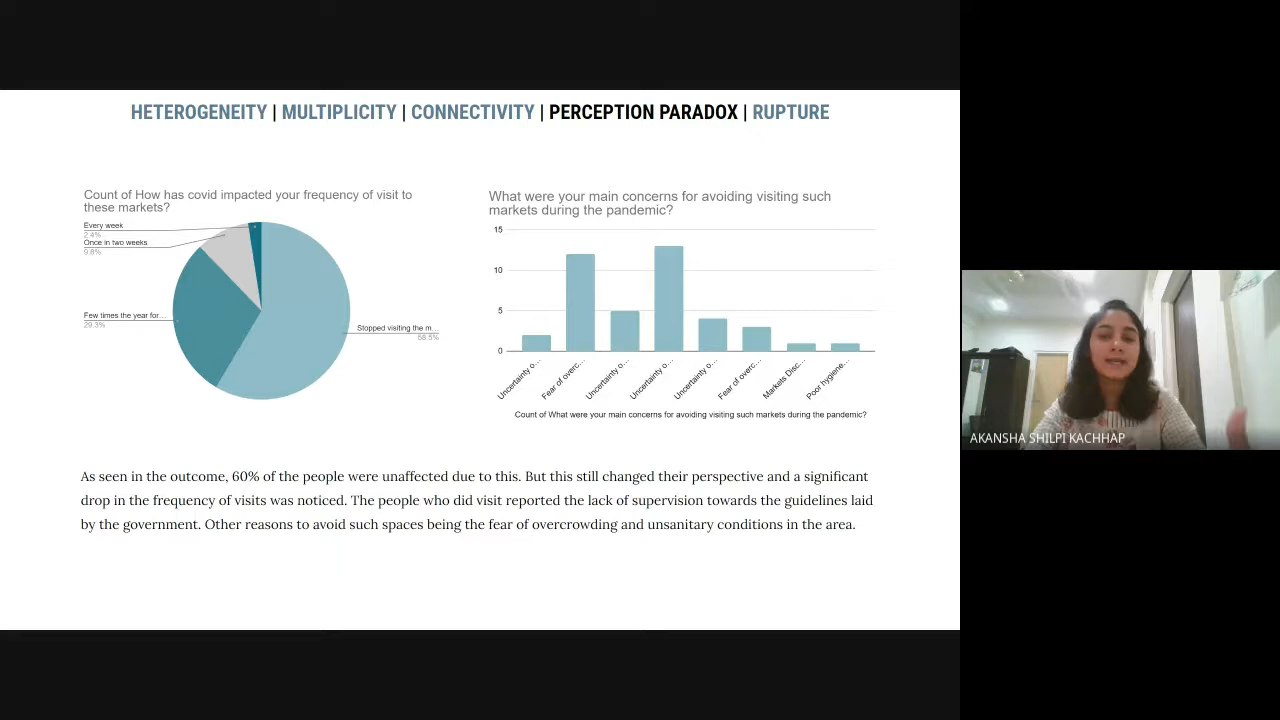 HETEROGENEITY | MULTIPLICITY | CONNECTIVITY | PERCEPTION PARADOX | RUPTURE
Count of How has covid impacted your frequency of visit to
these markets?
Every week
2.4%
Once in two weeks
9.8%
Few times the year for...
29.3%
Stopped visiting the m...
58.5%
What were your main concerns for avoiding visiting such
markets during the pandemic?
15
10
5
0
Uncertainty o...
Fear of overc...
Uncertainty o...
Uncertainty o...
Uncertainty o...
Fear of overc...
Markets Disc...
Poor hygiene...
Count of What were your main concerns for avoiding visiting such markets during the pandemic?
As seen in the outcome, 60% of the people were unaffected due to this. But this still changed their perspective and a significant
drop in the frequency of visits was noticed. The people who did visit reported the lack of supervision towards the guidelines laid
by the government. Other reasons to avoid such spaces being the fear of overcrowding and unsanitary conditions in the area.
AKANSHA SHILPI KACHHAP